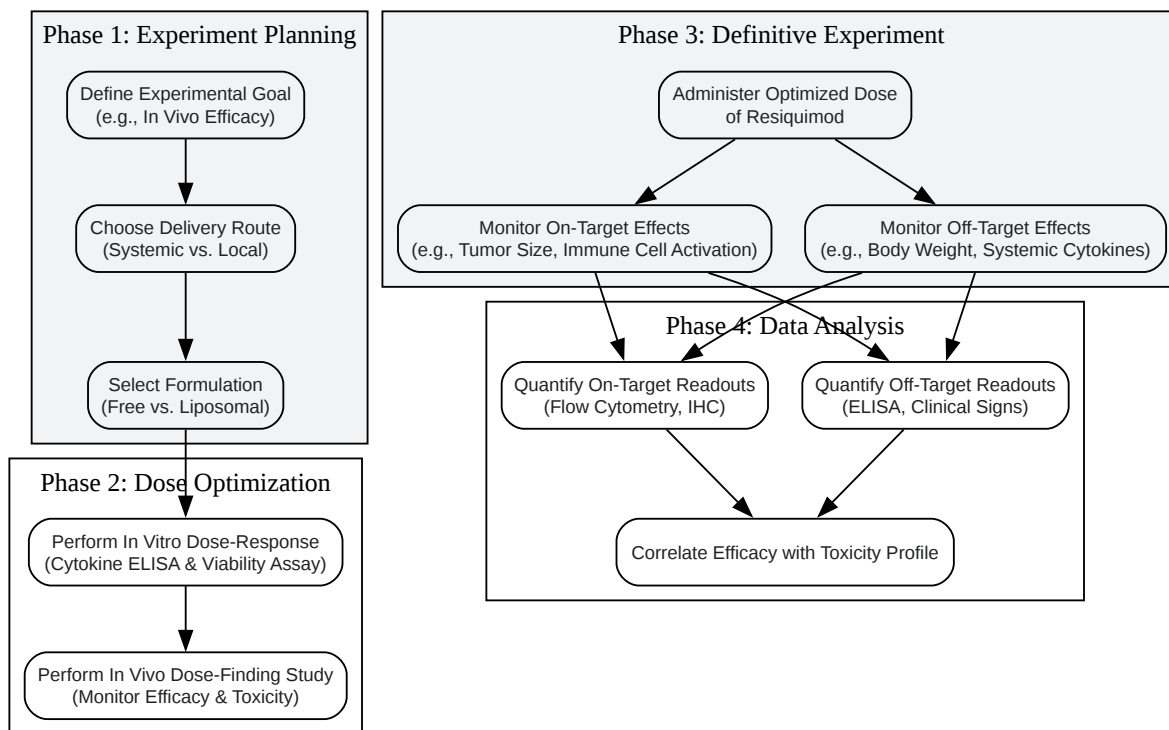 Phase 1: Experiment Planning
Define Experimental Goal
(e.g., In Vivo Efficacy)
Choose Delivery Route
(Systemic vs. Local)
Select Formulation
(Free vs. Liposomal)
Phase 2: Dose Optimization
Perform In Vitro Dose-Response
(Cytokine ELISA & Viability Assay)
Perform In Vivo Dose-Finding Study
(Monitor Efficacy & Toxicity)
Phase 3: Definitive Experiment
Administer Optimized Dose
of Resiquimod
Monitor On-Target Effects
(e.g., Tumor Size, Immune Cell Activation)
Monitor Off-Target Effects
(e.g., Body Weight, Systemic Cytokines)
Phase 4: Data Analysis
Quantify On-Target Readouts
(Flow Cytometry, IHC)
Quantify Off-Target Readouts
(ELISA, Clinical Signs)
Correlate Efficacy with Toxicity Profile